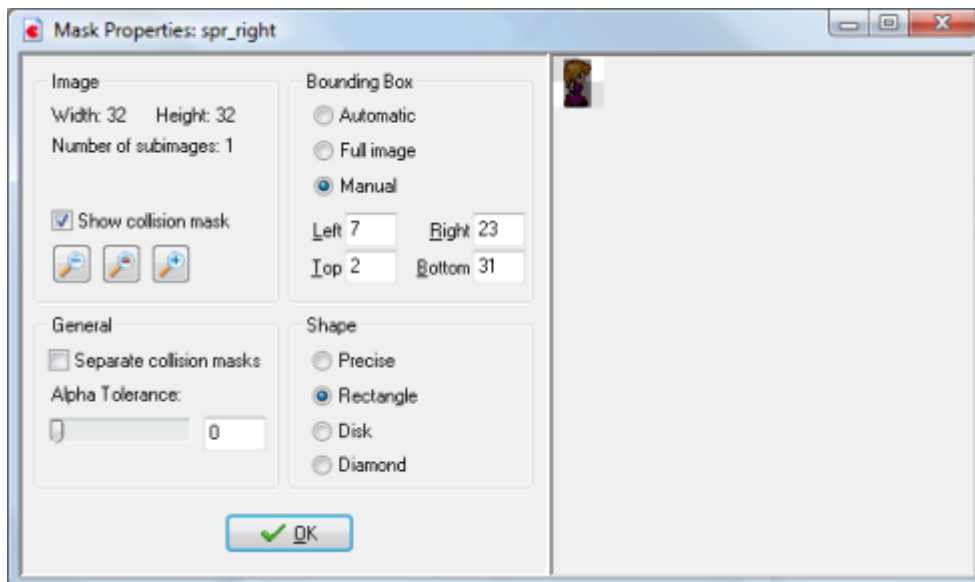 Mask Properties: spr_right
Image
Width: 32 Height: 32
Number of subimages: 1
Show collision mask
Bounding Box
Automatic
Full image
Manual
Left 7 Right 23
Top 2 Bottom 31
General
Separate collision masks
Alpha Tolerance:
0
Shape
Precise
Rectangle
Disk
Diamond
OK